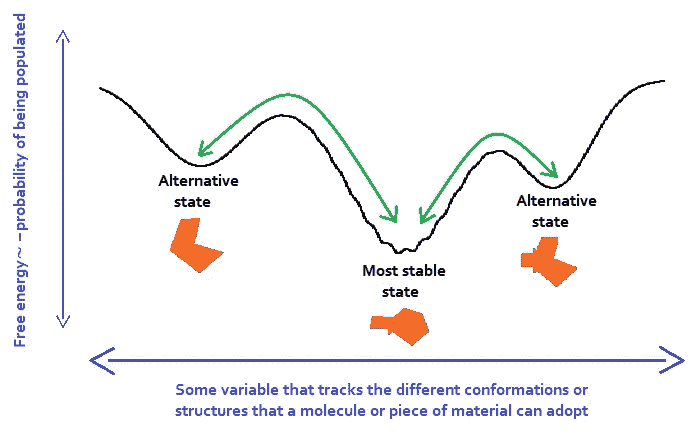 Free energy ~ –probability of being populated
Alternative
state
Most stable
state
Alternative
state
Some variable that tracks the different conformations or
structures that a molecule or piece of material can adopt